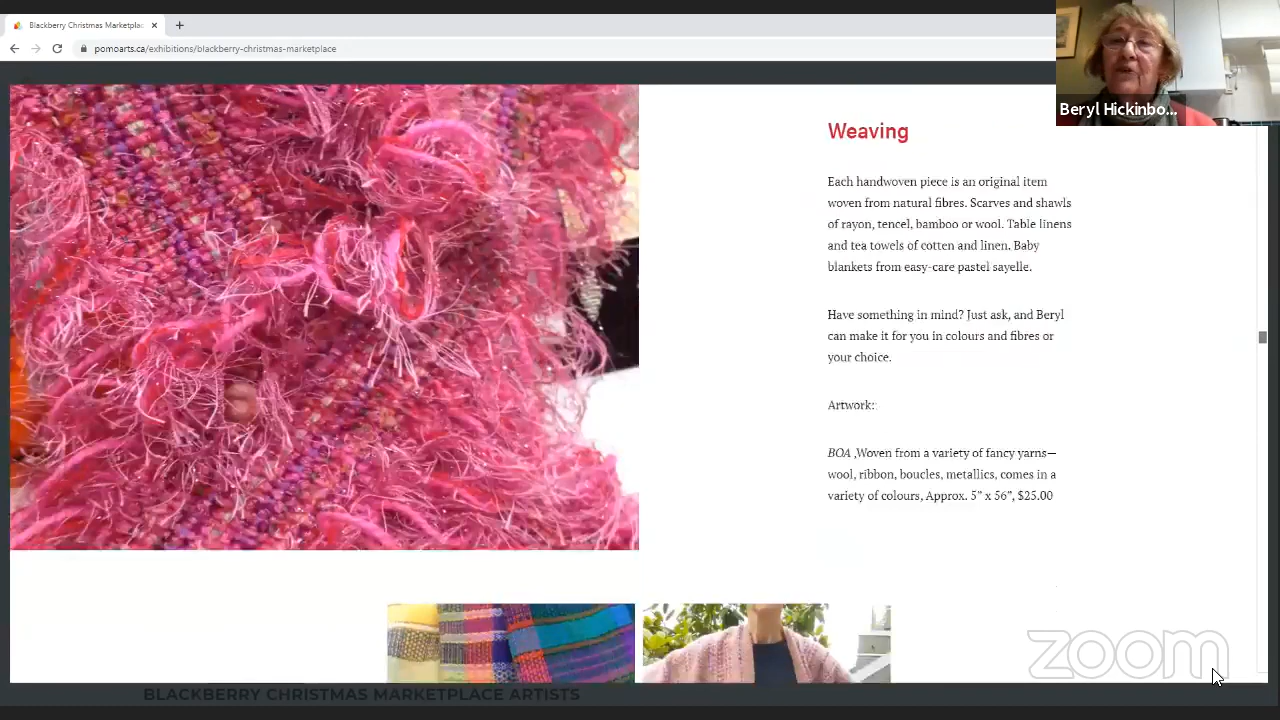 Blackberry Christmas Marketplac
pomoarts.ca/exhibitions/blackberry-christmas-marketplace
Beryl Hickinbo...
Weaving
Each handwoven piece is an original item
woven from natural fibres. Scarves and shawls
of rayon, tencel, bamboo or wool. Table linens
and tea towels of cotten and linen. Baby
blankets from easy-care pastel sayelle.
Have something in mind? Just ask, and Beryl
can make it for you in colours and fibres or
your choice.
Artwork:
BOA ,Woven from a variety of fancy yarns—
wool, ribbon, boucles, metallics, comes in a
variety of colours, Approx. 5” x 56”, $25.00
zoom
BLACKBERRY CHRISTMAS MARKETPLACE ARTISTS